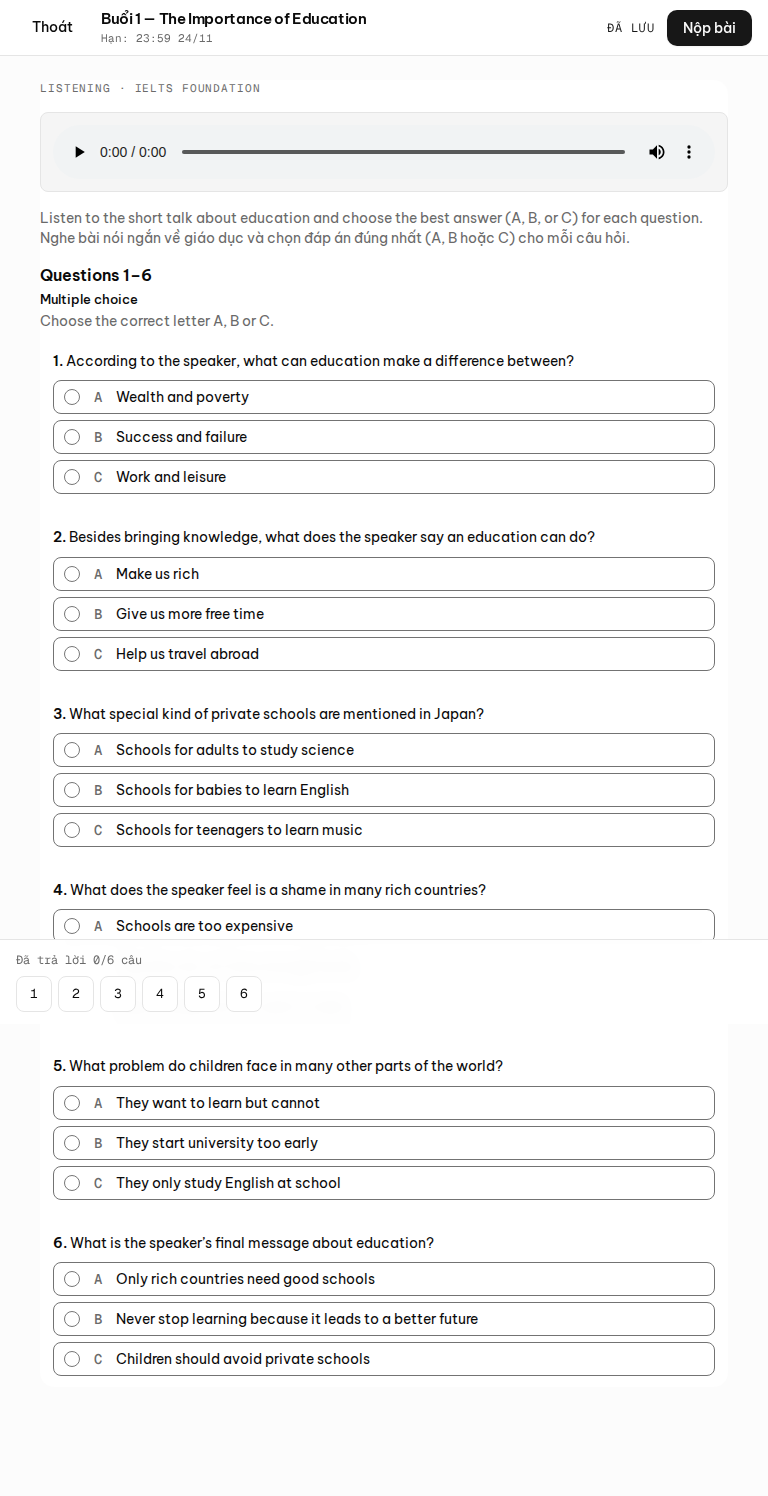 Thoát
Buổi 1 — The Importance of Education
Hạn: 23:59 24/11
ĐÃ LƯU
Nộp bài
LISTENING · IELTS FOUNDATION
0:00 / 0:00
Listen to the short talk about education and choose the best answer (A, B, or C) for each question.
Nghe bài nói ngắn về giáo dục và chọn đáp án đúng nhất (A, B hoặc C) cho mỗi câu hỏi.
Questions 1–6
Multiple choice
Choose the correct letter A, B or C.
1. According to the speaker, what can education make a difference between?
A Wealth and poverty
B Success and failure
C Work and leisure
2. Besides bringing knowledge, what does the speaker say an education can do?
A Make us rich
B Give us more free time
C Help us travel abroad
3. What special kind of private schools are mentioned in Japan?
A Schools for adults to study science
B Schools for babies to learn English
C Schools for teenagers to learn music
4. What does the speaker feel is a shame in many rich countries?
A Schools are too expensive
Đã trả lời 0/6 câu
1 2 3 4 5 6
5. What problem do children face in many other parts of the world?
A They want to learn but cannot
B They start university too early
C They only study English at school
6. What is the speaker's final message about education?
A Only rich countries need good schools
B Never stop learning because it leads to a better future
C Children should avoid private schools